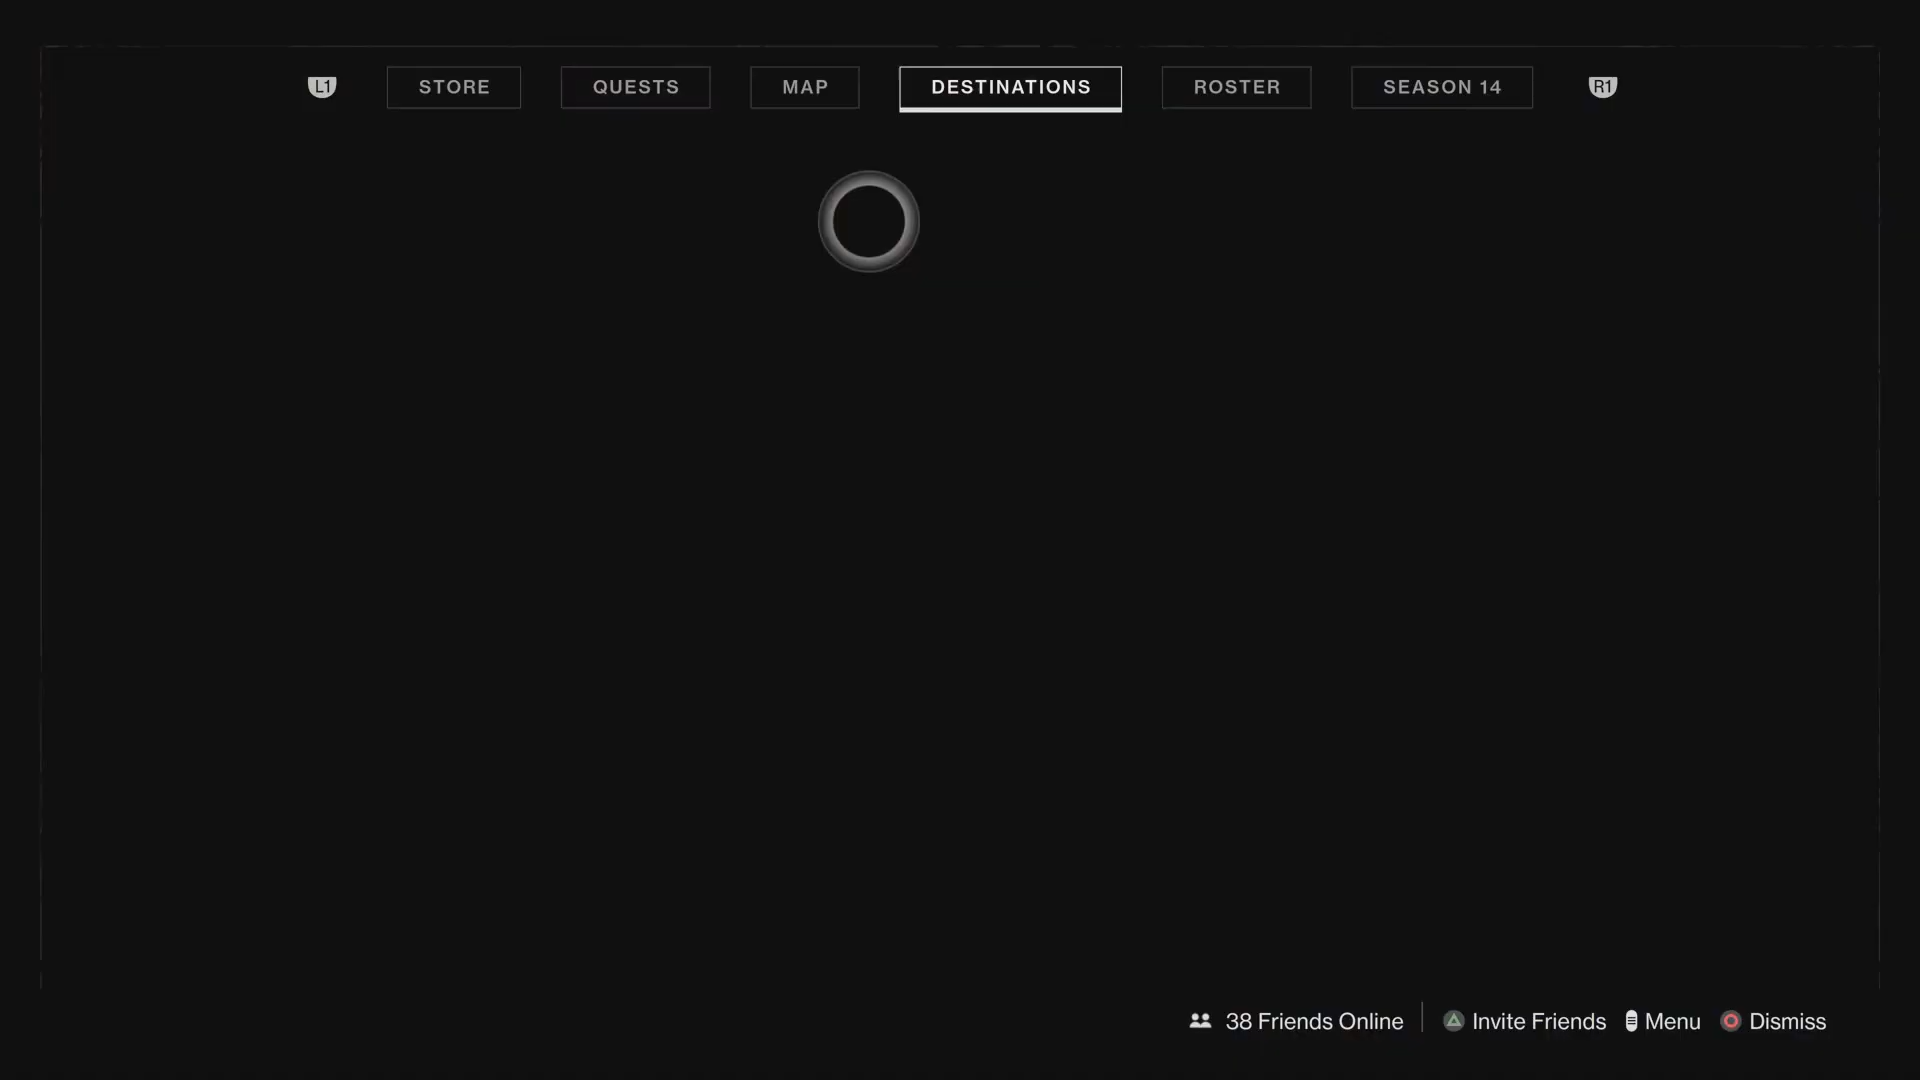 L1 STORE QUESTS MAP DESTINATIONS ROSTER SEASON 14 R1
38 Friends Online Invite Friends Menu Dismiss